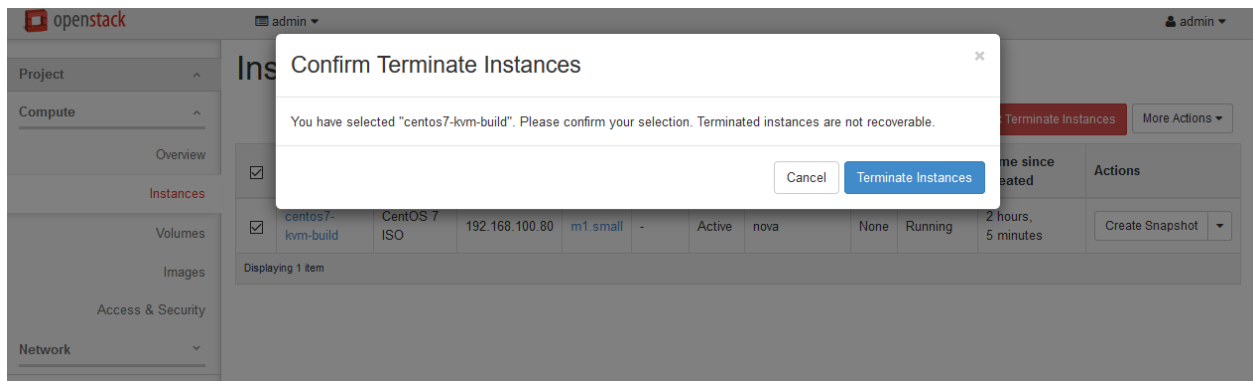 openstack
admin
admin
Project
Compute
Overview
Instances
Volumes
Images
Access & Security
Network
Ins
Confirm Terminate Instances
×
You have selected "centos7-kvm-build". Please confirm your selection. Terminated instances are not recoverable.
Cancel
Terminate Instances
Terminate Instances
More Actions
me since
eated
Actions
centos7-
kvm-build
CentOS 7
ISO
192.168.100.80
m1.small
-
Active
nova
None
Running
2 hours,
5 minutes
Create Snapshot
Displaying 1 item